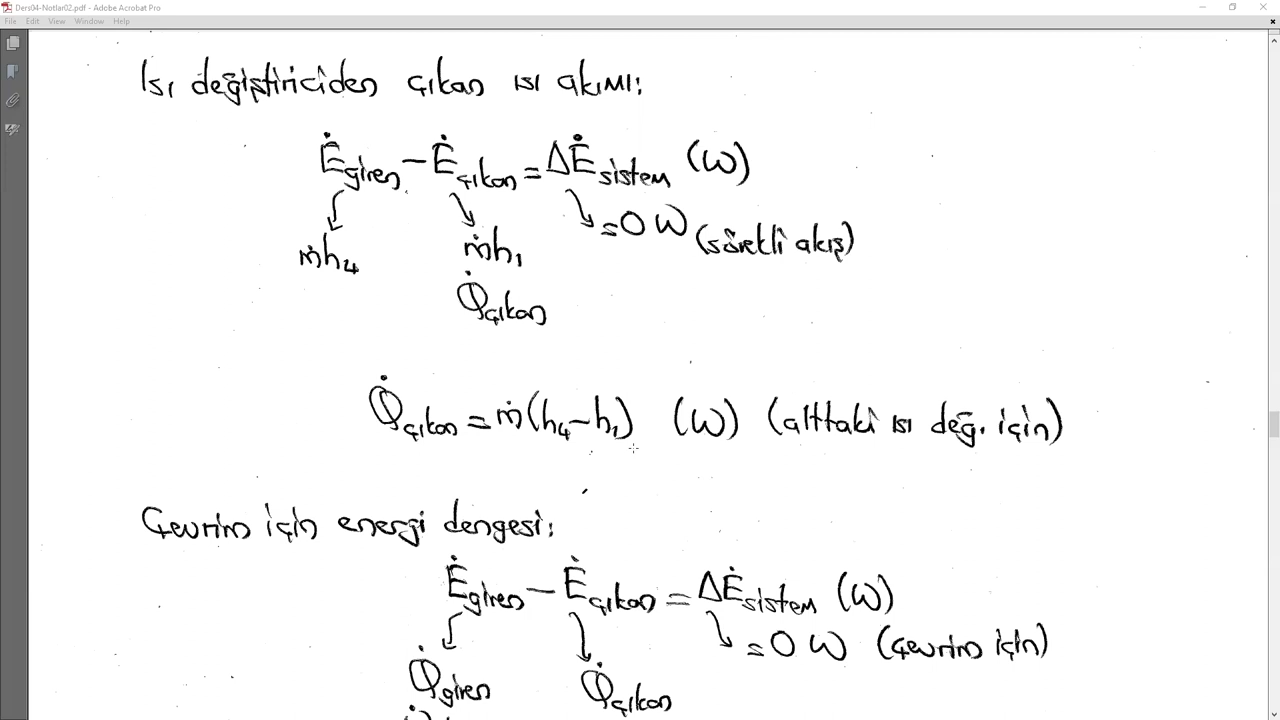 Ders04-Notlar02.pdf - Adobe Acrobat Pro
File Edit View Window Help
Isı değiştiriciden çıkan ısı akımı:
Ė giren - Ė çıkan = ΔĖ sistem (W)
= 0 W (sürekli akış)
ṁh₄ ṁh₁
Q̇ çıkan
Q̇ çıkan = ṁ(h₄-h₁) (W) (alttaki ısı değ. için)
Çevrim için energi dengesi:
Ė giren - Ė çıkan = ΔĖ sistem (W)
= 0 W (çevrim için)
Q̇ giren Q̇ çıkan